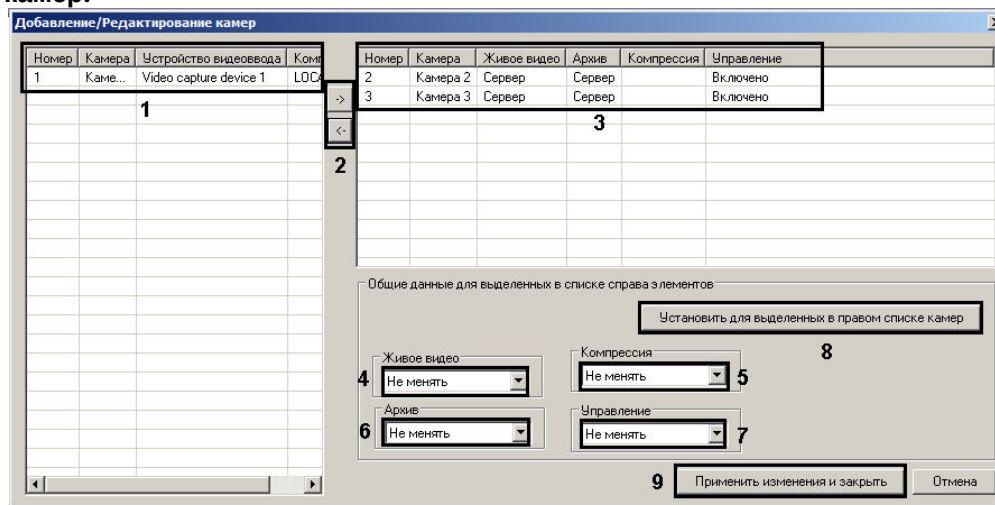 камер.
Добавление/Редактирование камер
Номер Камера Устройство видеоввода Комп
1 Каме... Video capture device 1 LOCA
1
->
<-
2
Номер Камера Живое видео Архив Компрессия Управление
2 Камера 2 Сервер Сервер Включено
3 Камера 3 Сервер Сервер Включено
3
Общие данные для выделенных в списке справа элементов
Установить для выделенных в правом списке камер
8
Живое видео Компрессия
4 Не менять Не менять 5
Архив Управление
6 Не менять Не менять 7
9 Применить изменения и закрыть Отмена